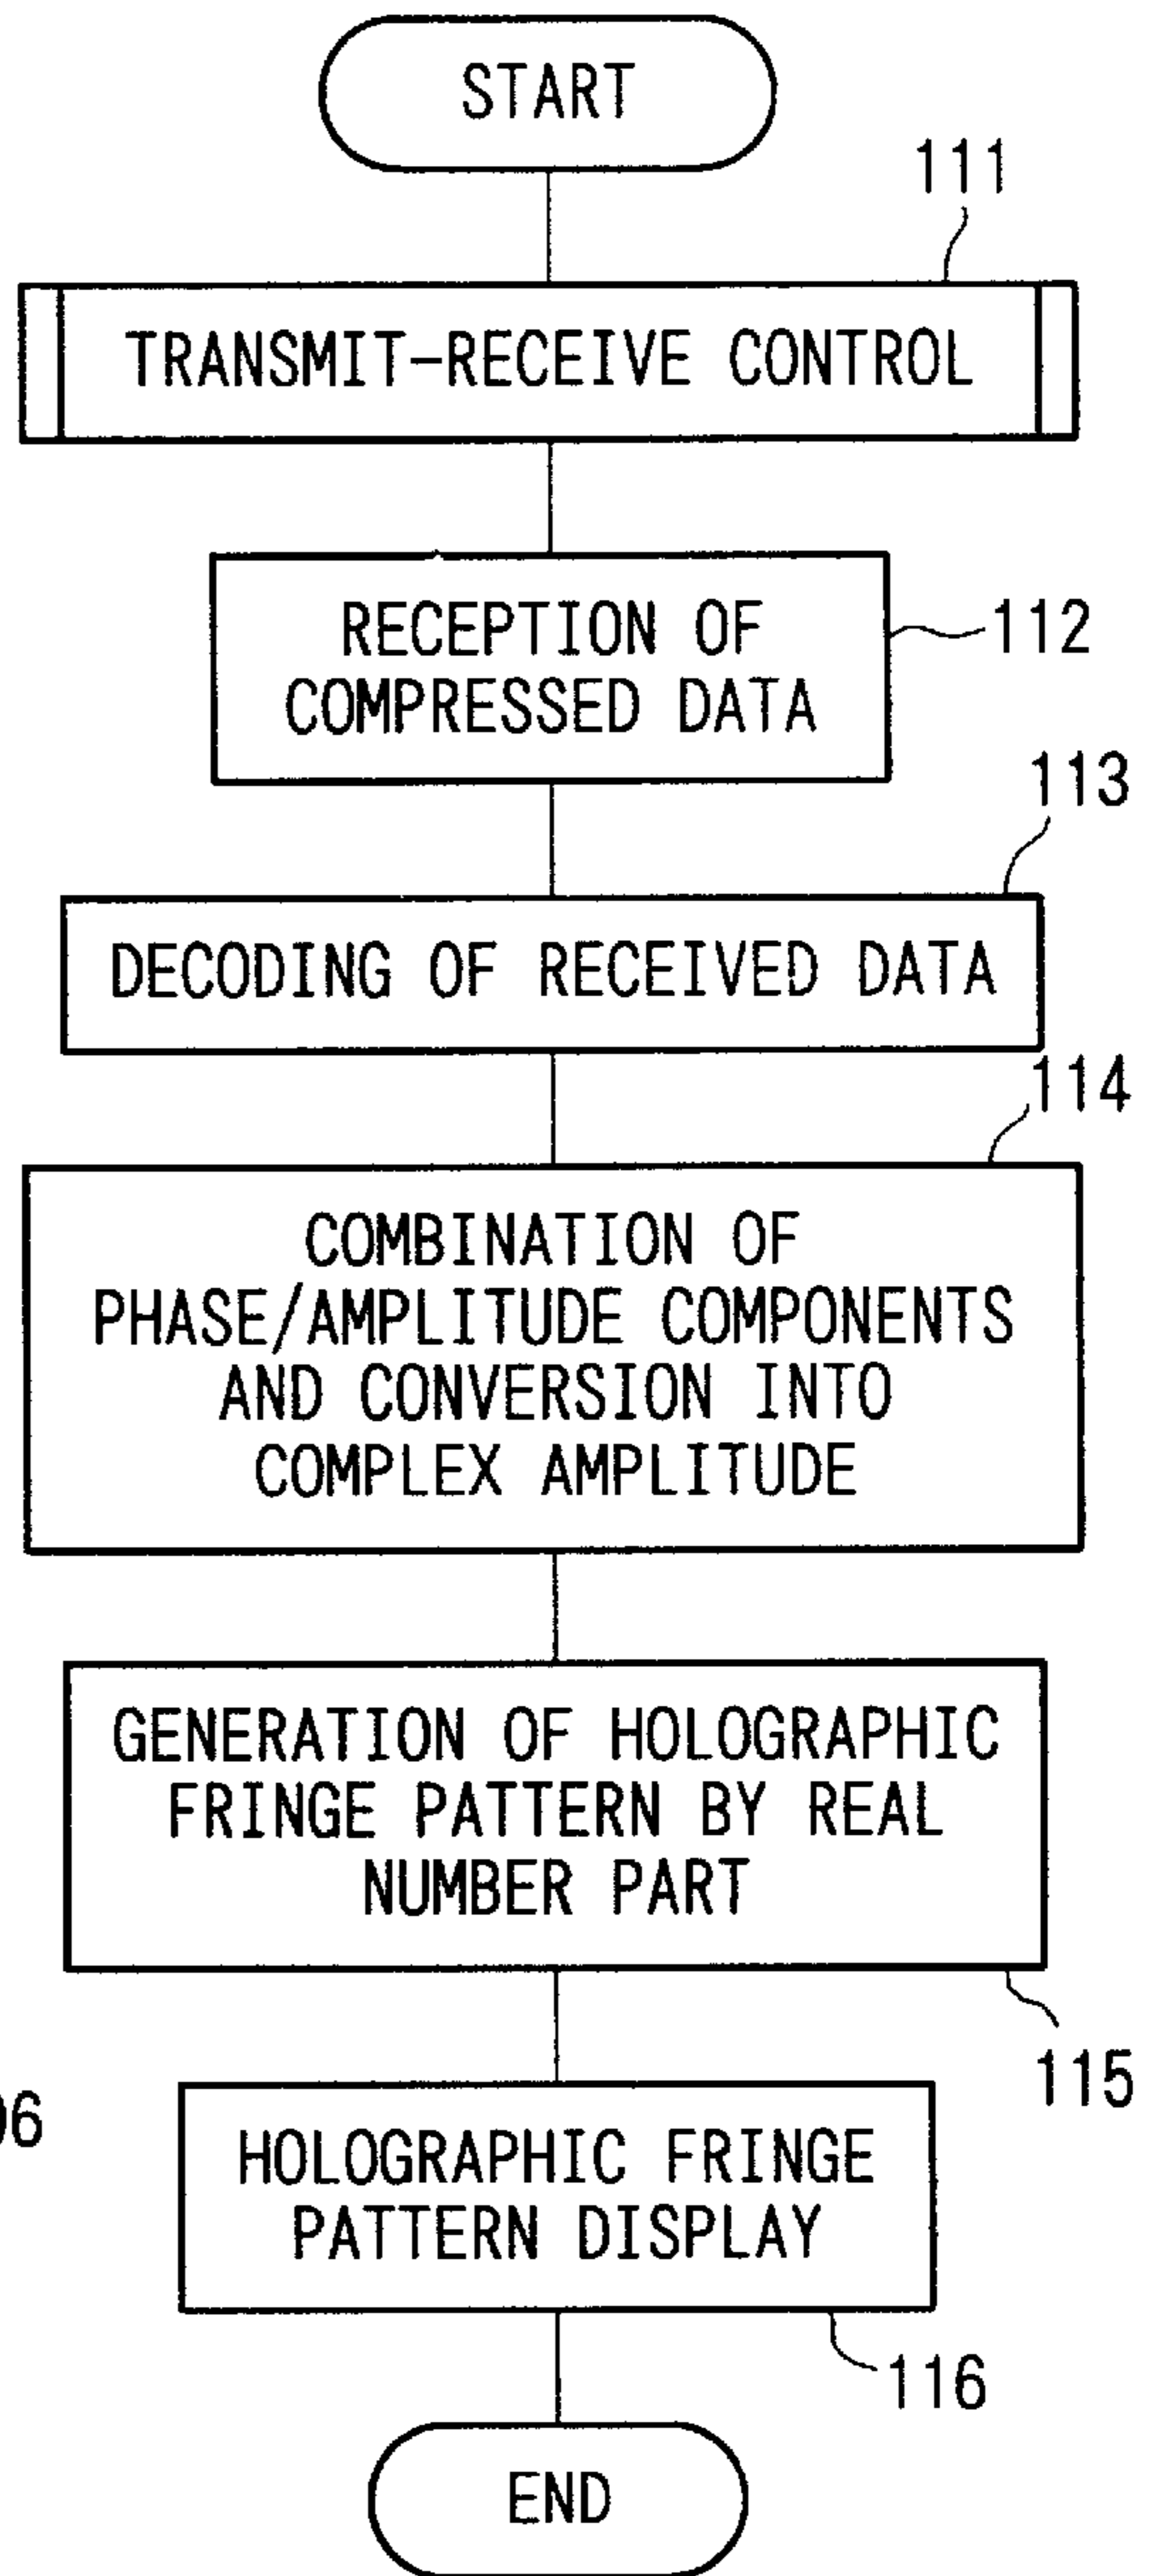 START
111
TRANSMIT-RECEIVE CONTROL
RECEPTION OF
COMPRESSED DATA
112
113
DECODING OF RECEIVED DATA
114
COMBINATION OF
PHASE/AMPLITUDE COMPONENTS
AND CONVERSION INTO
COMPLEX AMPLITUDE
GENERATION OF HOLOGRAPHIC
FRINGE PATTERN BY REAL
NUMBER PART
115
HOLOGRAPHIC FRINGE
PATTERN DISPLAY
116
END